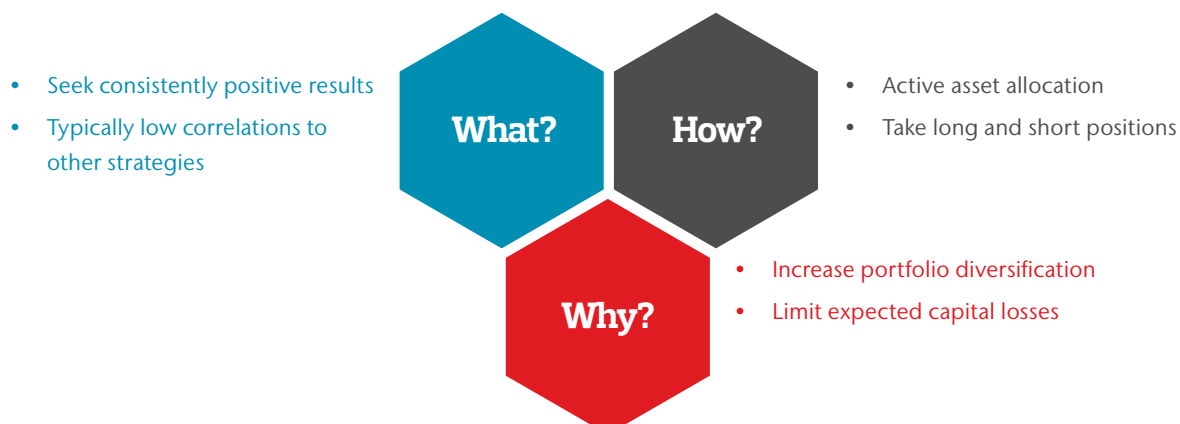 • Seek consistently positive results
• Typically low correlations to
other strategies
What?
How?
• Active asset allocation
• Take long and short positions
Why?
• Increase portfolio diversification
• Limit expected capital losses